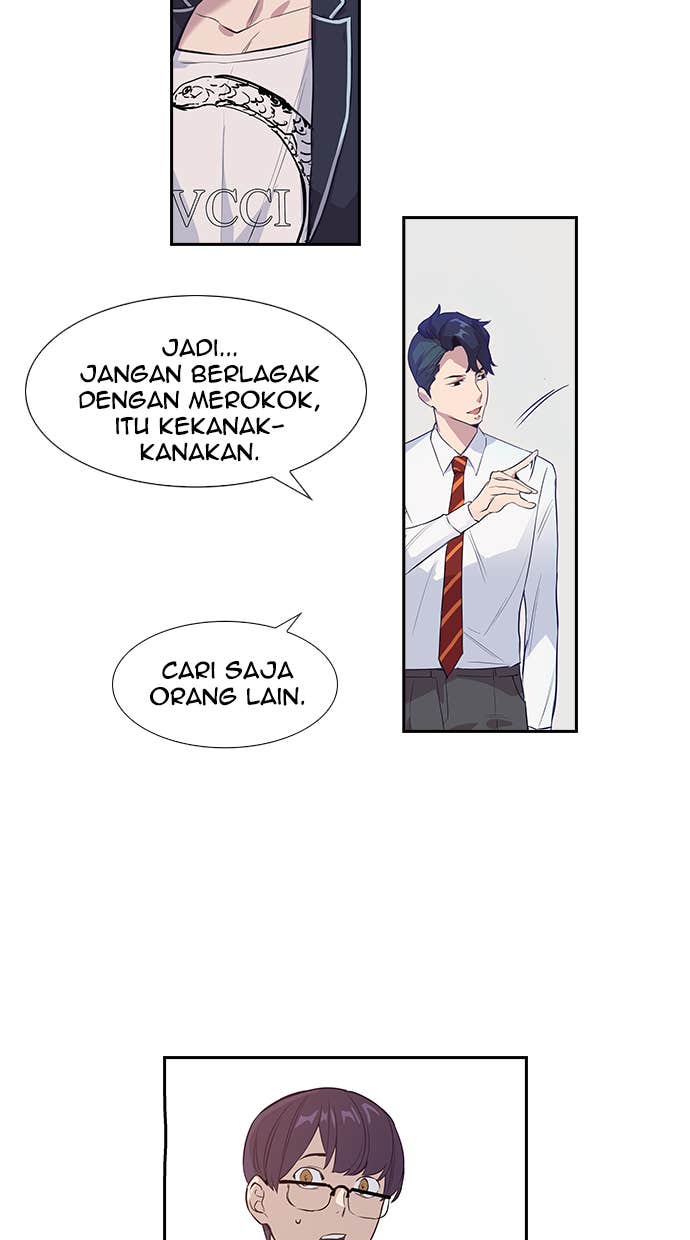 VCCI
JADI...
JANGAN BERLAGAK
DENGAN MEROKOK,
ITU KEKANAK-
KANAKAN.
CARI SAJA
ORANG LAIN.